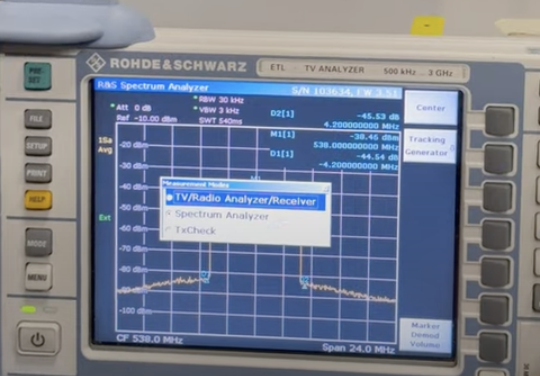 ROHDE&SCHWARZ
ETL - TV ANALYZER 500 kHz ... 3 GHz
PRE-SET
FILE
SETUP
PRINT
HELP
MODE
MENU
R&S Spectrum Analyzer S/N 103634, FW 3.51
Att 0 dB
Ref -10.00 dBm
RBW 30 kHz
VBW 3 kHz
SWT 540ms
D2[1] -45.53 dB
4.200000000 MHz
M1[1] -38.46 dBm
538.000000000 MHz
D1[1] -44.54 dB
-4.200000000 MHz
1Sa
Avg
Ext
-20 dBm
-30 dBm
-40 dBm
-50 dBm
-60 dBm
-70 dBm
-80 dBm
-90 dBm
-100 dBm
Measurement Modes
TV/Radio Analyzer/Receiver
Spectrum Analyzer
TxCheck
CF 538.0 MHz Span 24.0 MHz
Center
Tracking
Generator
Marker
Demod
Volume